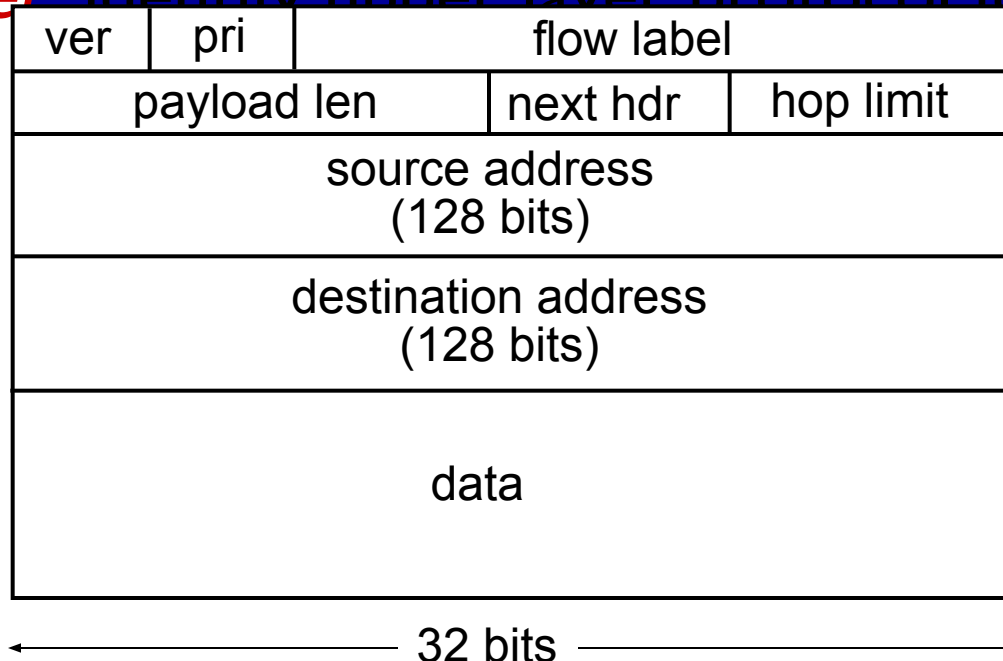 ver pri flow label
payload len next hdr hop limit
source address
(128 bits)
destination address
(128 bits)
data
32 bits